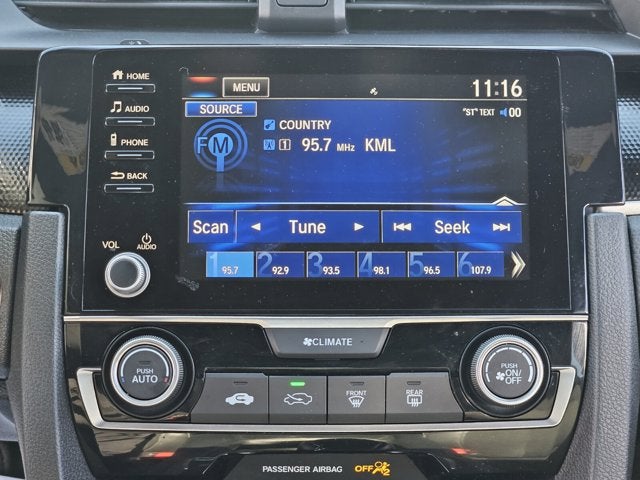 HOME
MENU
11:16
AUDIO
SOURCE
"ST" TEXT 00
COUNTRY
FM
1 95.7 MHz KML
PHONE
BACK
Scan Tune Seek
VOL AUDIO
1 95.7 2 92.9 3 93.5 4 98.1 5 96.5 6 107.9
CLIMATE
PUSH
AUTO
PUSH
ON/
OFF
FRONT
REAR
PASSENGER AIRBAG OFF 2